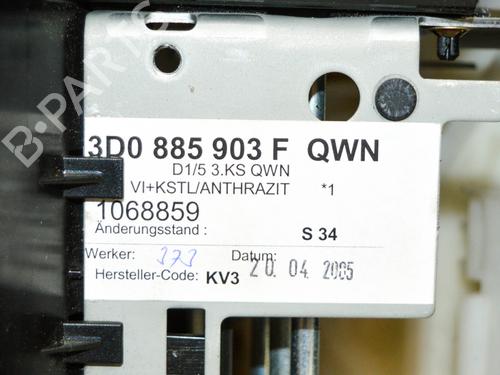 B-PARTS
3D0 885 903 F QWN
D1/5 3.KS QWN
VI+KSTL/ANTHRAZIT *1
1068859
Änderungsstand : S 34
Werker: 373 Datum:
Hersteller-Code: KV3 20. 04. 2005